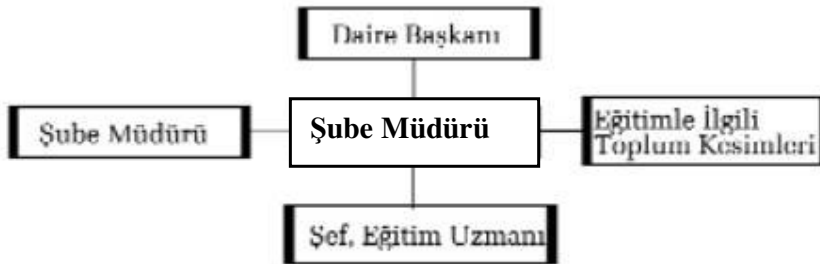 Daire Başkanı
Şube Müdürü
Şube Müdürü
Eğitimle İlgili
Toplum Kesimleri
Şef, Eğitim Uzmanı